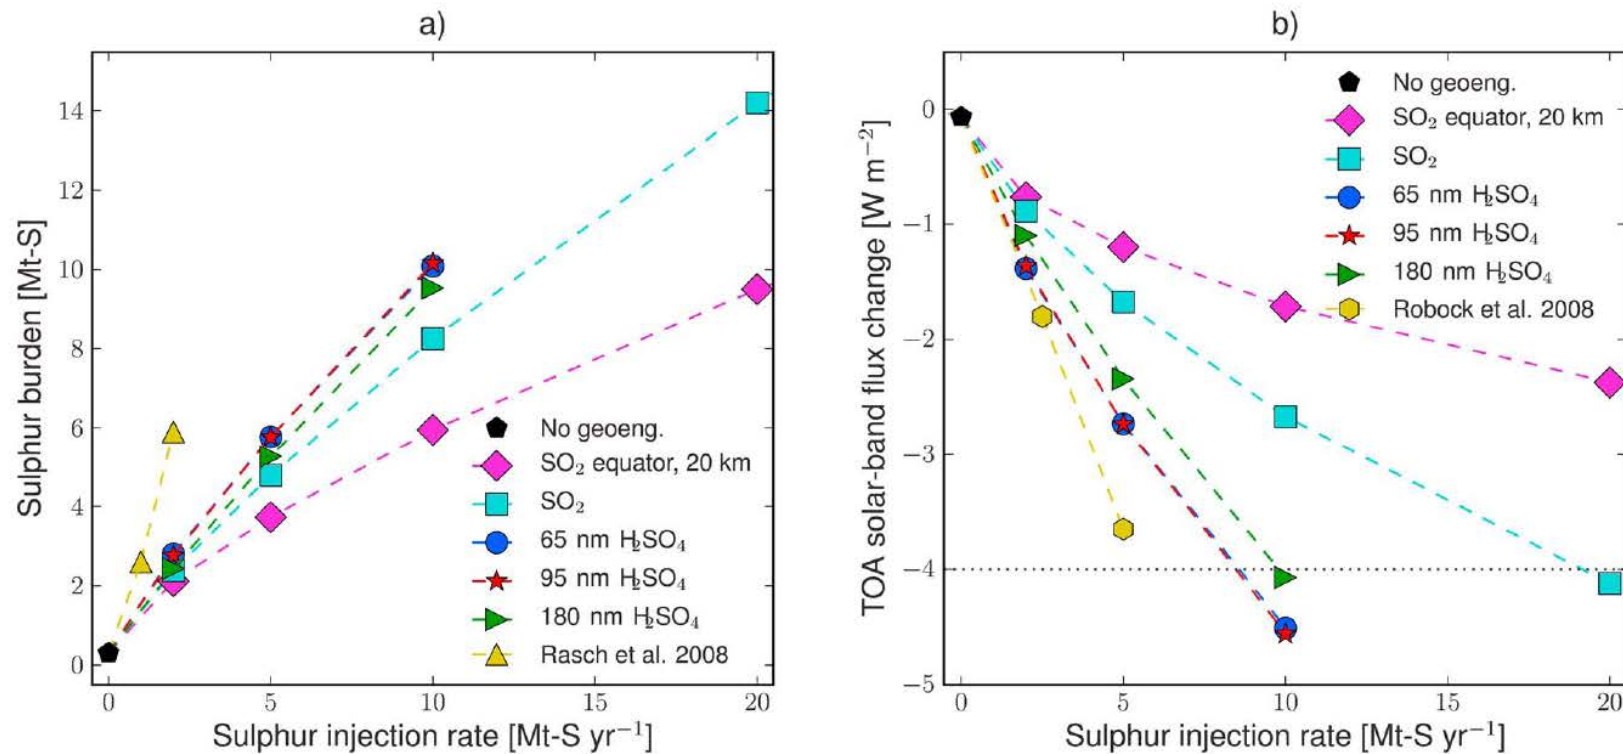 a)
Sulphur burden [Mt-S]
14
12
10
8
6
4
2
0
No geoeng.
SO₂ equator, 20 km
SO₂
65 nm H₂SO₄
95 nm H₂SO₄
180 nm H₂SO₄
Rasch et al. 2008
0 5 10 15 20
Sulphur injection rate [Mt-S yr⁻¹]
b)
TOA solar-band flux change [W m⁻²]
0
−1
−2
−3
−4
−5
No geoeng.
SO₂ equator, 20 km
SO₂
65 nm H₂SO₄
95 nm H₂SO₄
180 nm H₂SO₄
Robock et al. 2008
0 5 10 15 20
Sulphur injection rate [Mt-S yr⁻¹]